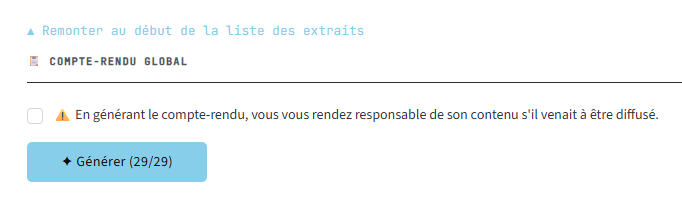 ▲ Remonter au début de la liste des extraits
COMPTE-RENDU GLOBAL
⚠️ En générant le compte-rendu, vous vous rendez responsable de son contenu s'il venait à être diffusé.
✦ Générer (29/29)